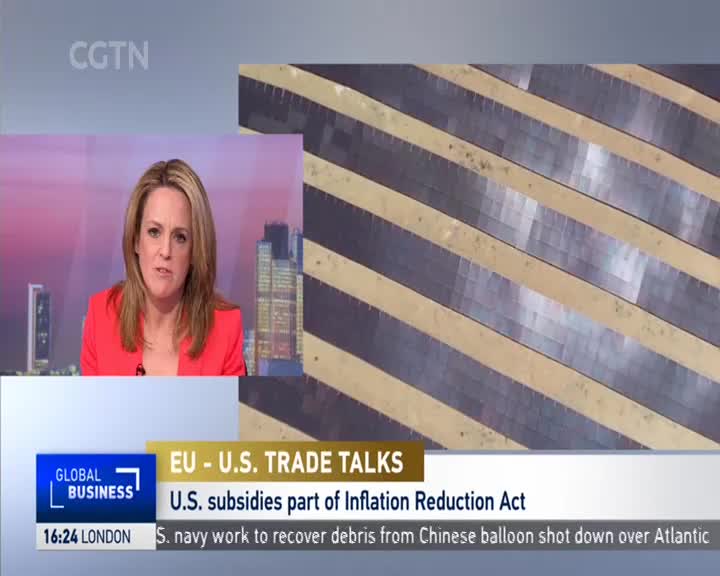 CGTN
EU - U.S. TRADE TALKS
GLOBAL
BUSINESS
U.S. subsidies part of Inflation Reduction Act
16:24 LONDON
S. navy work to recover debris from Chinese balloon shot down over Atlantic